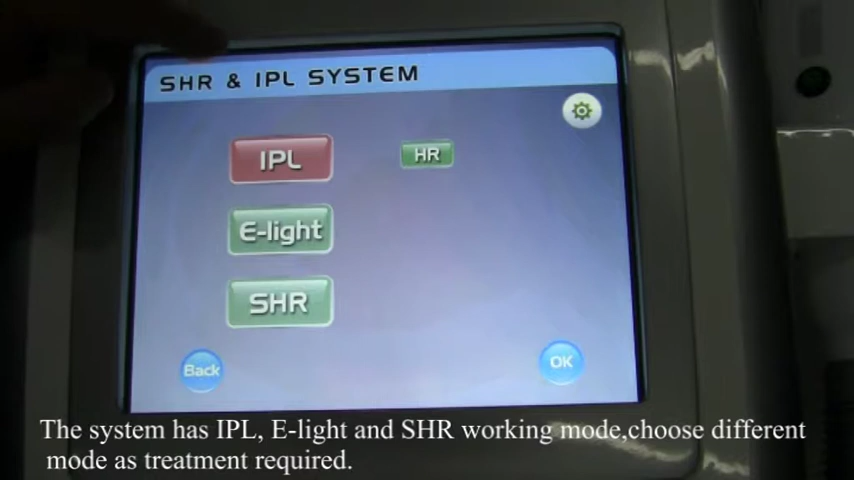 SHR & IPL SYSTEM
IPL
HR
E-light
SHR
Back
OK
The system has IPL, E-light and SHR working mode,choose different
mode as treatment required.